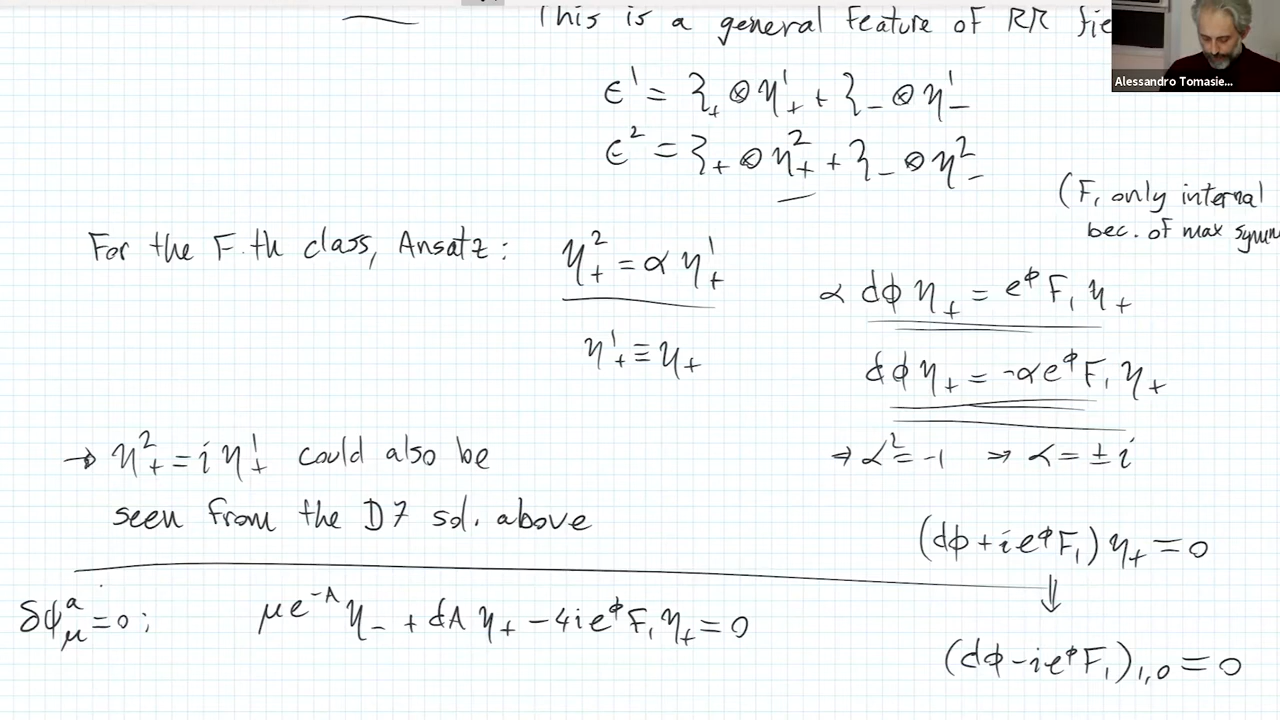 This is a general feature of RR fie
Alessandro Tomasie...
ϵ¹ = ζ₊ ⊗ η¹₊ + ζ₋ ⊗ η¹₋
ϵ² = ζ₊ ⊗ η²₊ + ζ₋ ⊗ η²₋
(F₁ only internal
bec. of max symm
For the F.th class, Ansatz: η²₊ = α η¹₊
α dϕ η₊ = e^ϕ F₁ η₊
η¹₊ ≡ η₊
dϕ η₊ = -α e^ϕ F₁ η₊
→ η²₊ = i η¹₊ could also be
⇒ α² = -1 ⇒ α = ± i
seen from the D7 sol. above
(dϕ + i e^ϕ F₁) η₊ = 0
⇓
δψ^a_μ = 0 : μ e^{-A} η₋ + dA η₊ - 4i e^ϕ F₁ η₊ = 0
(dϕ - i e^ϕ F₁)₁,₀ = 0